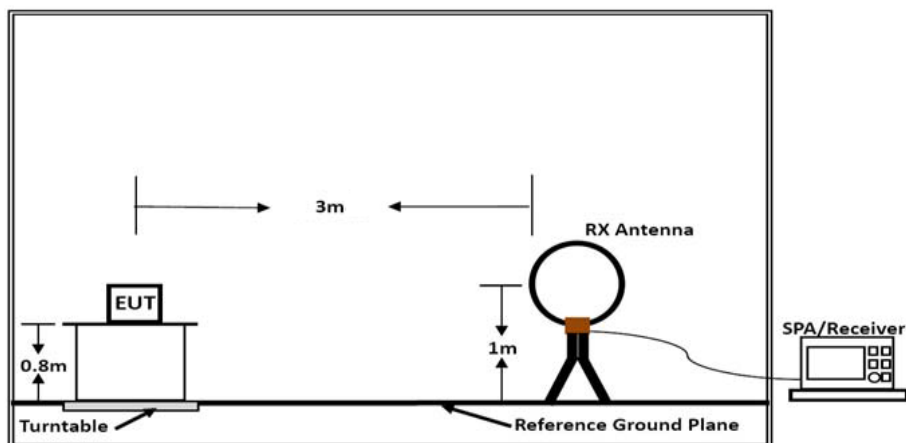 3m
RX Antenna
EUT
0.8m
1m
SPA/Receiver
Turntable
Reference Ground Plane